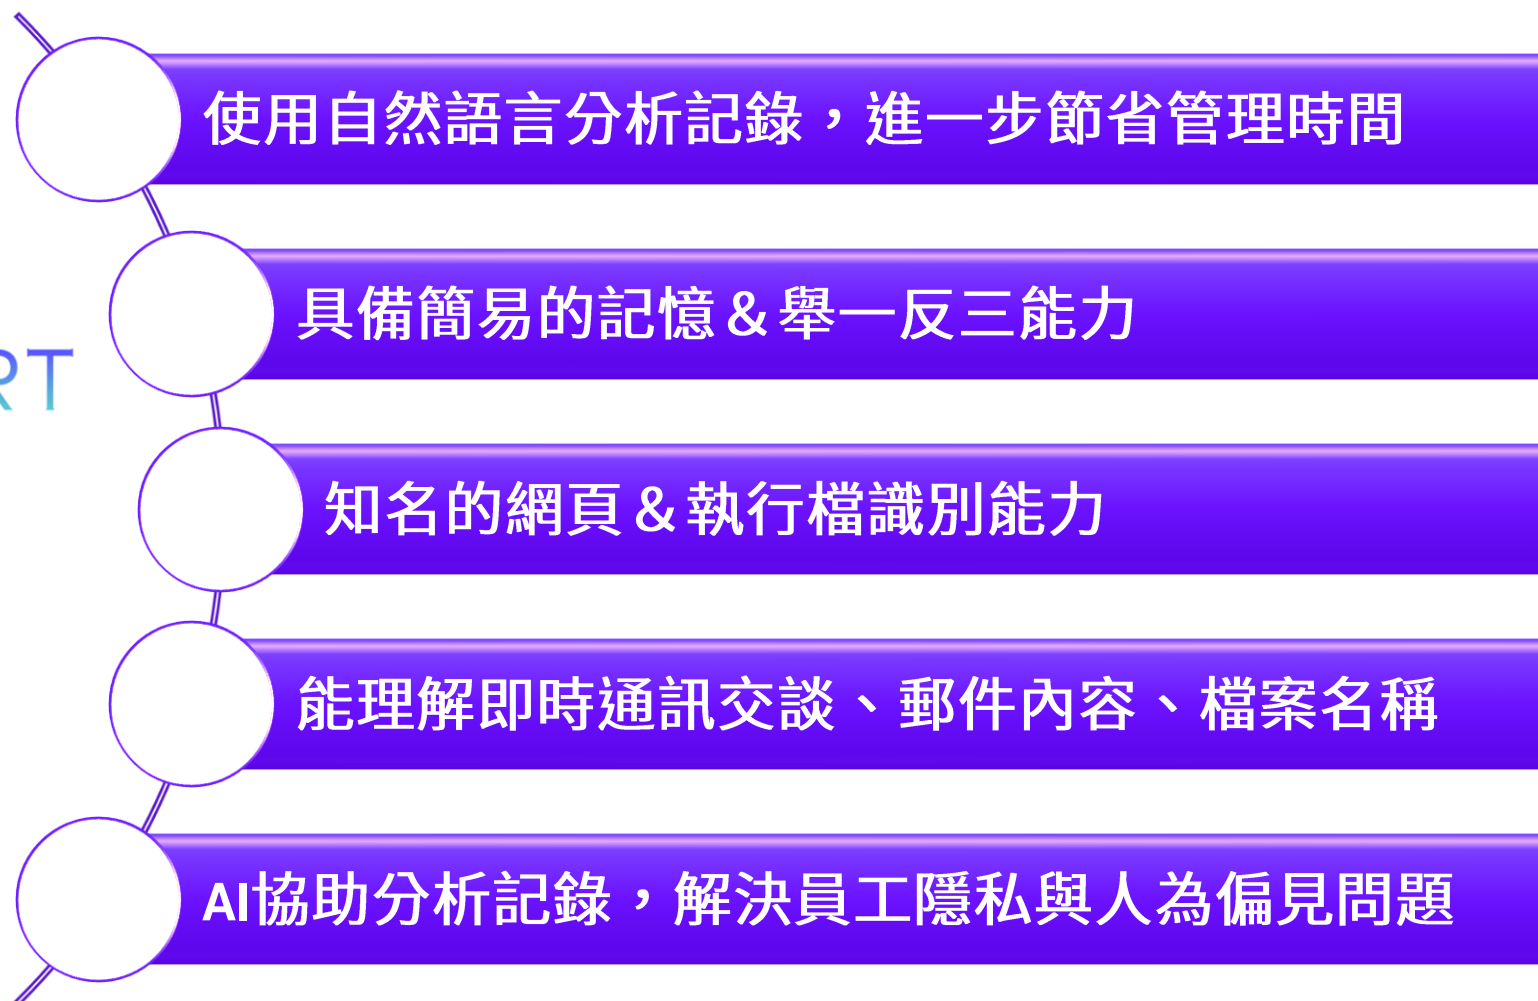 使用自然語言分析記錄，進一步節省管理時間
具備簡易的記憶＆舉一反三能力
RT
知名的網頁＆執行檔識別能力
能理解即時通訊交談、郵件內容、檔案名稱
AI協助分析記錄，解決員工隱私與人為偏見問題